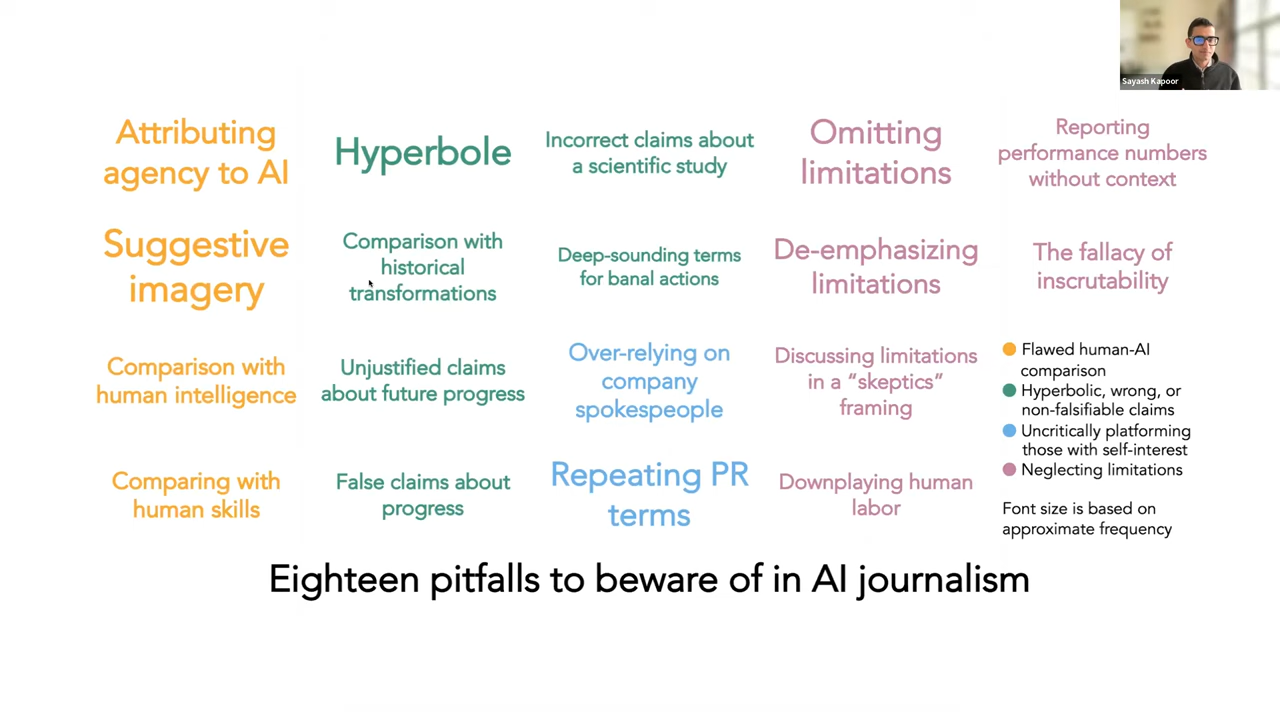 Sayash Kapoor
Attributing
agency to AI
Hyperbole
Incorrect claims about
a scientific study
Omitting
limitations
Reporting
performance numbers
without context
Suggestive
imagery
Comparison with
historical
transformations
Deep-sounding terms
for banal actions
De-emphasizing
limitations
The fallacy of
inscrutability
Comparison with
human intelligence
Unjustified claims
about future progress
Over-relying on
company
spokespeople
Discussing limitations
in a “skeptics”
framing
Comparing with
human skills
False claims about
progress
Repeating PR
terms
Downplaying human
labor
Flawed human-AI
comparison
Hyperbolic, wrong, or
non-falsifiable claims
Uncritically platforming
those with self-interest
Neglecting limitations
Font size is based on
approximate frequency
Eighteen pitfalls to beware of in AI journalism